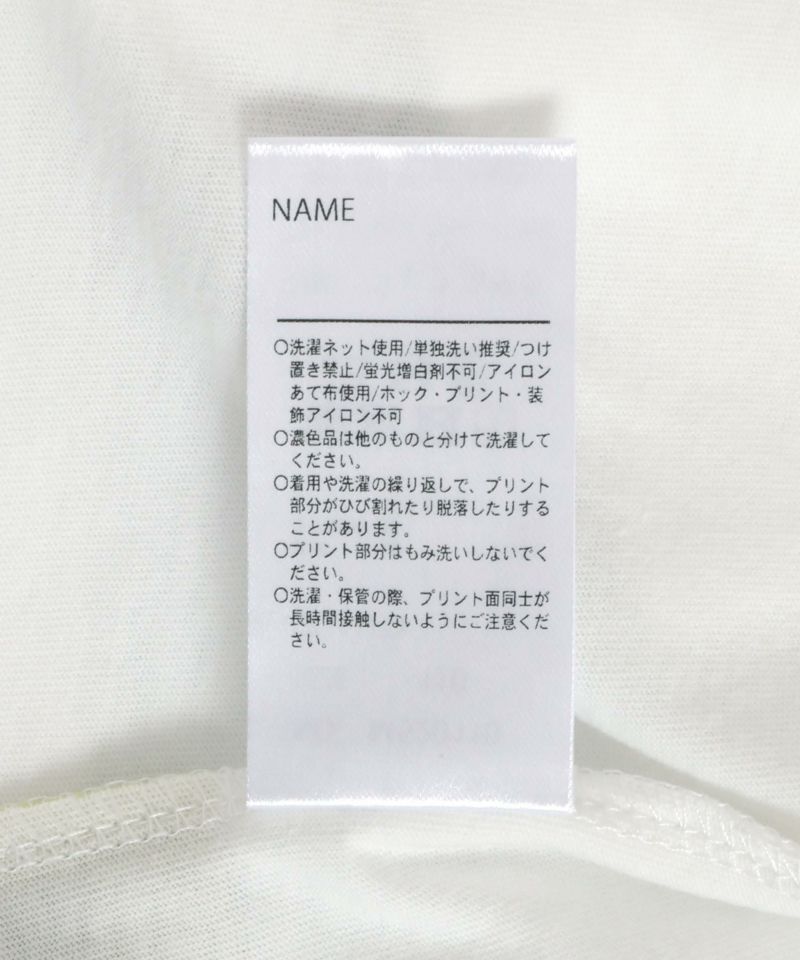 NAME
○洗濯ネット使用/単独洗い推奨/つけ
置き禁止/蛍光増白剤不可/アイロン
あて布使用/ホック・プリント・装
飾アイロン不可
○濃色品は他のものと分けて洗濯して
ください。
○着用や洗濯の繰り返しで、プリント
部分がひび割れたり脱落したりする
ことがあります。
○プリント部分はもみ洗いしないでく
ださい。
○洗濯・保管の際、プリント面同士が
長時間接触しないようにご注意くだ
さい。